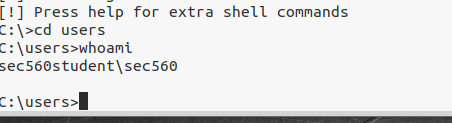 [!] Press help for extra shell commands
C:\>cd users
C:\users>whoami
sec560student\sec560
C:\users>